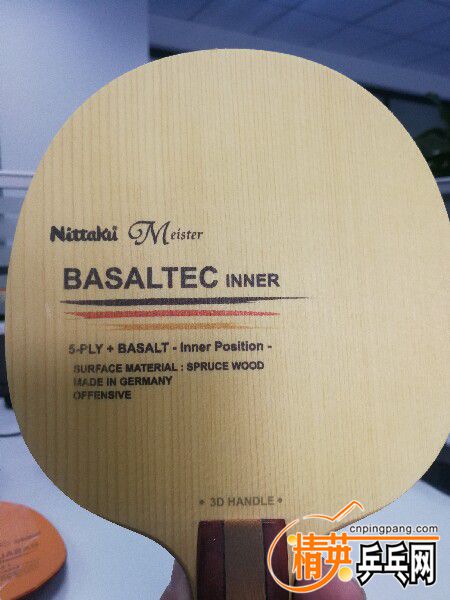 Nittaku Meister
BASALTEC INNER
5-PLY + BASALT - Inner Position -
SURFACE MATERIAL : SPRUCE WOOD
MADE IN GERMANY
OFFENSIVE
• 3D HANDLE •
cnpingpang.com
精英乒乓网